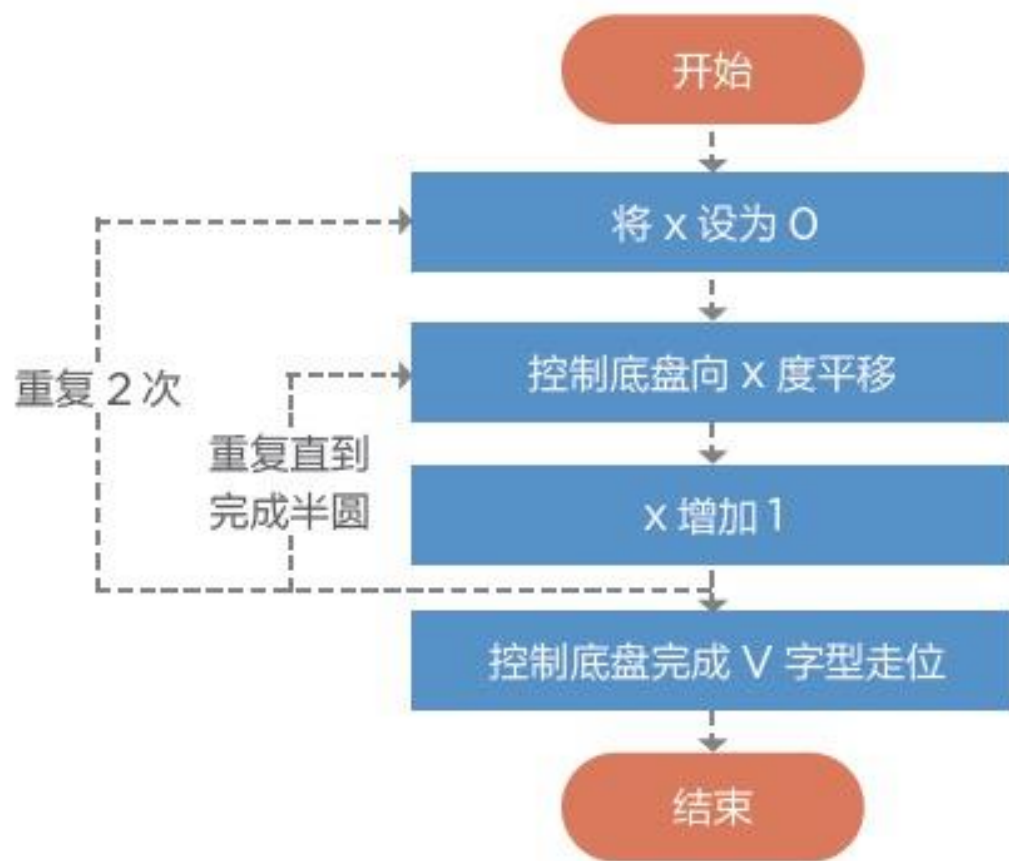 开始
将 x 设为 0
控制底盘向 x 度平移
重复 2 次
重复直到
完成半圆
x 增加 1
控制底盘完成 V 字型走位
结束